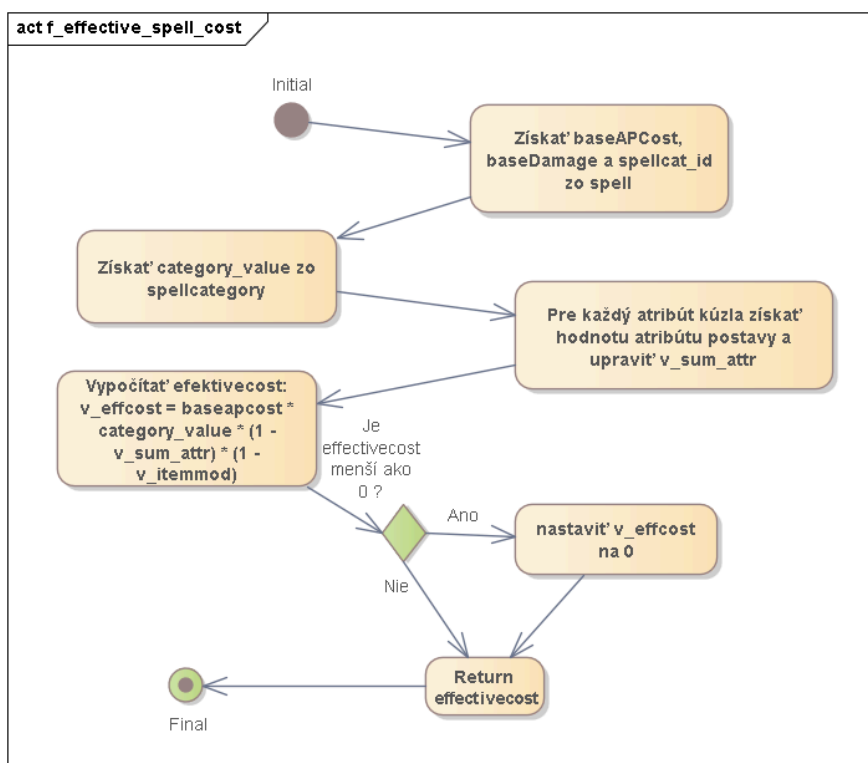 act f_effective_spell_cost
Initial
Získať baseAPCost,
baseDamage a spellcat_id
zo spell
Získať category_value zo
spellcategory
Pre každý atribút kúzla získať
hodnotu atribútu postavy a
upraviť v_sum_attr
Vypočítať efektivecost:
v_effcost = baseapcost *
category_value * (1 -
v_sum_attr) * (1 -
v_itemmod)
Je
effectivecost
menší ako
0 ?
Ano
nastaviť v_effcost
na 0
Nie
Return
effectivecost
Final